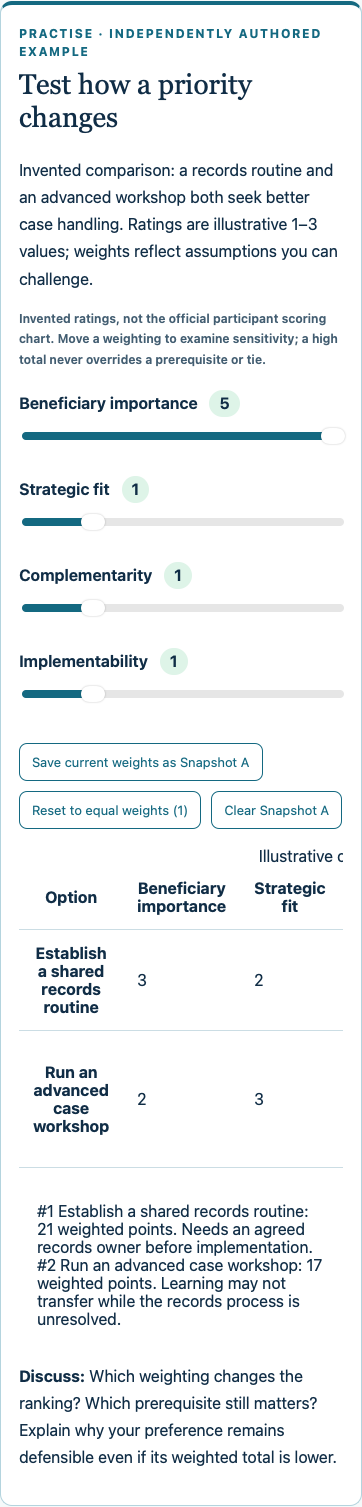 PRACTISE · INDEPENDENTLY AUTHORED
EXAMPLE
Test how a priority
changes
Invented comparison: a records routine and
an advanced workshop both seek better
case handling. Ratings are illustrative 1–3
values; weights reflect assumptions you can
challenge.
Invented ratings, not the official participant scoring
chart. Move a weighting to examine sensitivity; a high
total never overrides a prerequisite or tie.
Beneficiary importance 5
Strategic fit 1
Complementarity 1
Implementability 1
Save current weights as Snapshot A
Reset to equal weights (1) Clear Snapshot A
Illustrative
Option Beneficiary importance Strategic fit
Establish a shared records routine 3 2
Run an advanced case workshop 2 3
#1 Establish a shared records routine:
21 weighted points. Needs an agreed
records owner before implementation.
#2 Run an advanced case workshop: 17
weighted points. Learning may not
transfer while the records process is
unresolved.
Discuss: Which weighting changes the
ranking? Which prerequisite still matters?
Explain why your preference remains
defensible even if its weighted total is lower.